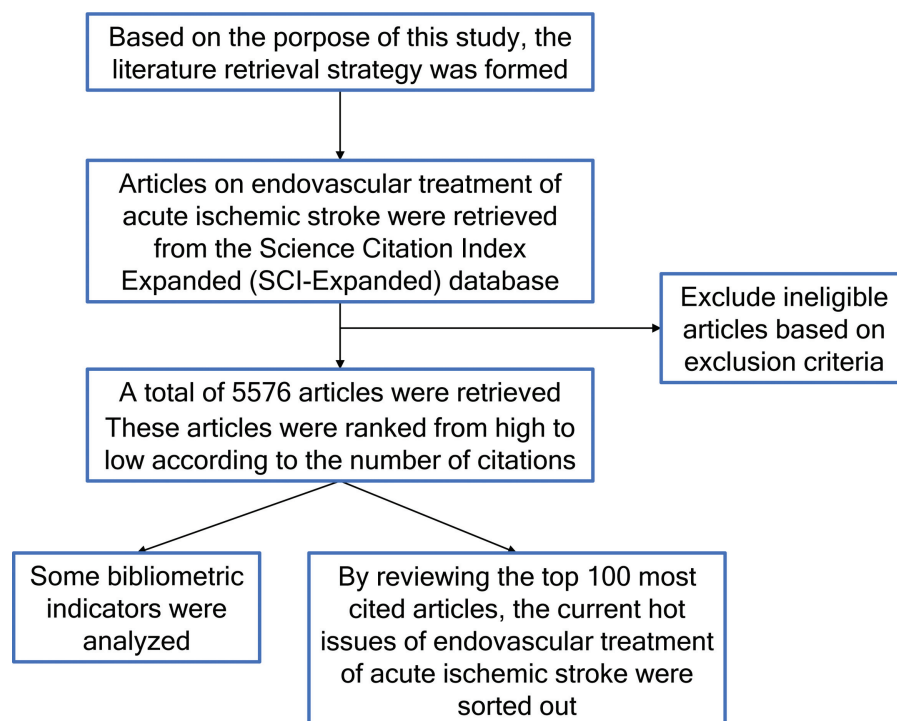 Based on the porpose of this study, the
literature retrieval strategy was formed
Articles on endovascular treatment of
acute ischemic stroke were retrieved
from the Science Citation Index
Expanded (SCI-Expanded) database
Exclude ineligible
articles based on
exclusion criteria
A total of 5576 articles were retrieved
These articles were ranked from high to
low according to the number of citations
Some bibliometric
indicators were
analyzed
By reviewing the top 100 most
cited articles, the current hot
issues of endovascular treatment
of acute ischemic stroke were
sorted out